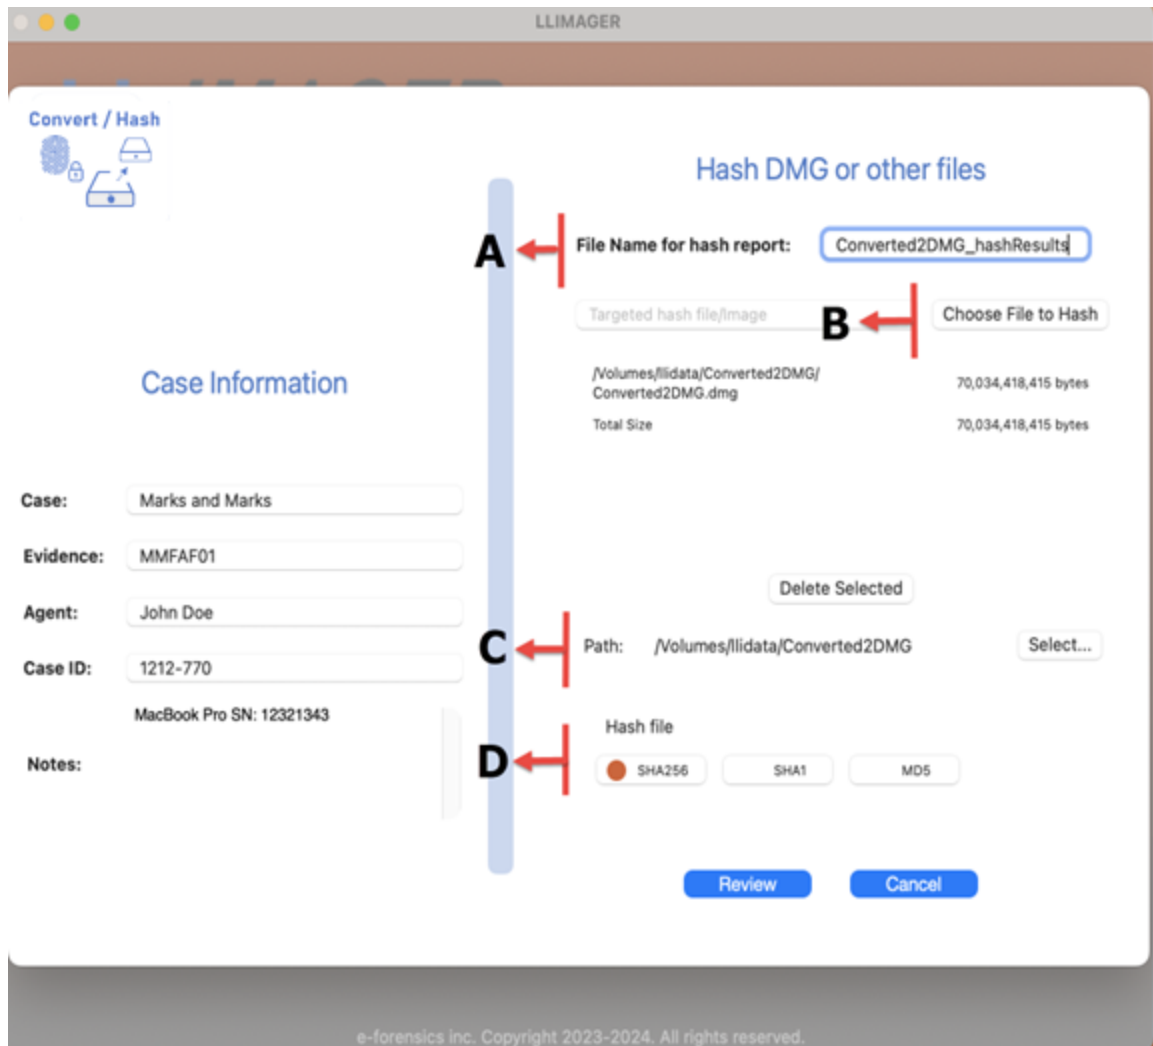 LLIMAGER
Convert / Hash
Hash DMG or other files
A
File Name for hash report:
Converted2DMG_hashResults
Targeted hash file/Image
B
Choose File to Hash
/Volumes/llidata/Converted2DMG/
Converted2DMG.dmg
70,034,418,415 bytes
Total Size
70,034,418,415 bytes
Case Information
Case:
Marks and Marks
Evidence:
MMFAF01
Agent:
John Doe
Case ID:
1212-770
MacBook Pro SN: 12321343
Notes:
Delete Selected
C
Path:
/Volumes/llidata/Converted2DMG
Select...
Hash file
D
SHA256
SHA1
MD5
Review
Cancel
e-forensics inc. Copyright 2023-2024. All rights reserved.